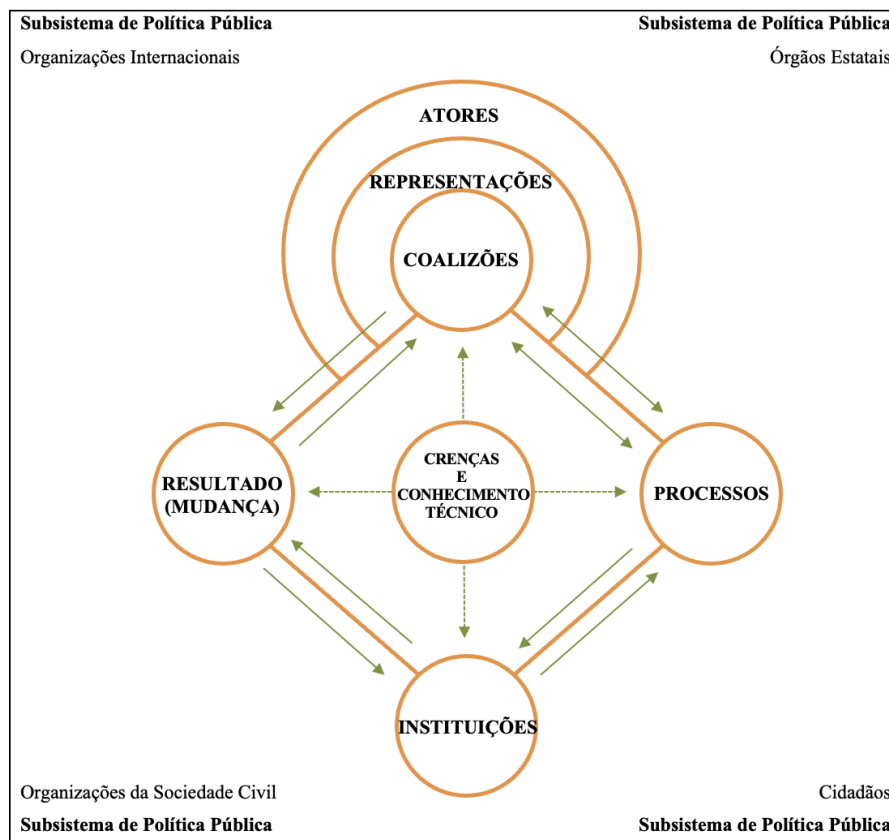 Subsistema de Política Pública
Subsistema de Política Pública
Organizações Internacionais
Órgãos Estatais
ATORES
REPRESENTAÇÕES
COALIZÕES
CRENÇAS
E
CONHECIMENTO
TÉCNICO
RESULTADO
(MUDANÇA)
PROCESSOS
INSTITUIÇÕES
Organizações da Sociedade Civil
Cidadãos
Subsistema de Política Pública
Subsistema de Política Pública